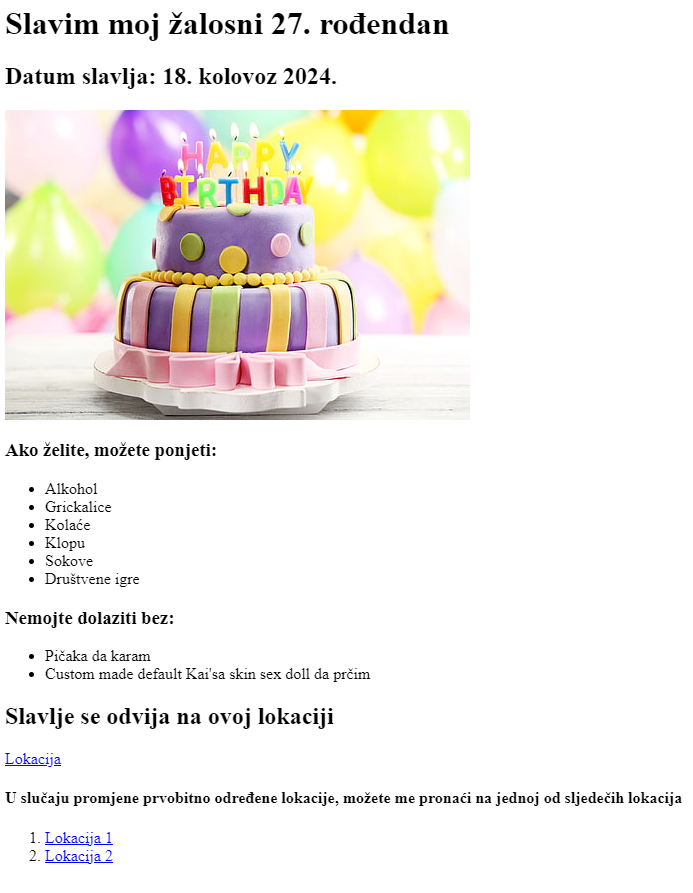 Slavim moj žalosni 27. rođendan
Datum slavlja: 18. kolovoz 2024.
HAPPY
BIRTHDAY
Ako želite, možete ponjeti:
Alkohol
Grickalice
Kolaće
Klopu
Sokove
Društvene igre
Nemojte dolaziti bez:
Pičaka da karam
Custom made default Kai'sa skin sex doll da prčim
Slavlje se odvija na ovoj lokaciji
Lokacija
U slučaju promjene prvobitno određene lokacije, možete me pronaći na jednoj od sljedečih lokacija
1. Lokacija 1
2. Lokacija 2